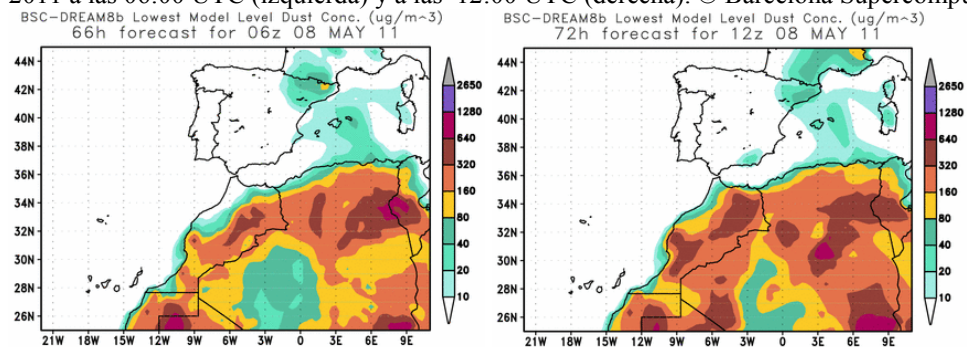 2011 a las 06:00 UTC (izquierda) y a las 12:00 UTC (derecha). © Barcelona Supercompu
BSC-DREAM8b Lowest Model Level Dust Conc. (ug/m^3)
66h forecast for 06z 08 MAY 11
44N
42N
40N
38N
36N
34N
32N
30N
28N
26N
21W 18W 15W 12W 9W 6W 3W 0 3E 6E 9E
2650
1280
640
320
160
80
40
20
10
BSC-DREAM8b Lowest Model Level Dust Conc. (ug/m^3)
72h forecast for 12z 08 MAY 11
44N
42N
40N
38N
36N
34N
32N
30N
28N
26N
21W 18W 15W 12W 9W 6W 3W 0 3E 6E 9E
2650
1280
640
320
160
80
40
20
10